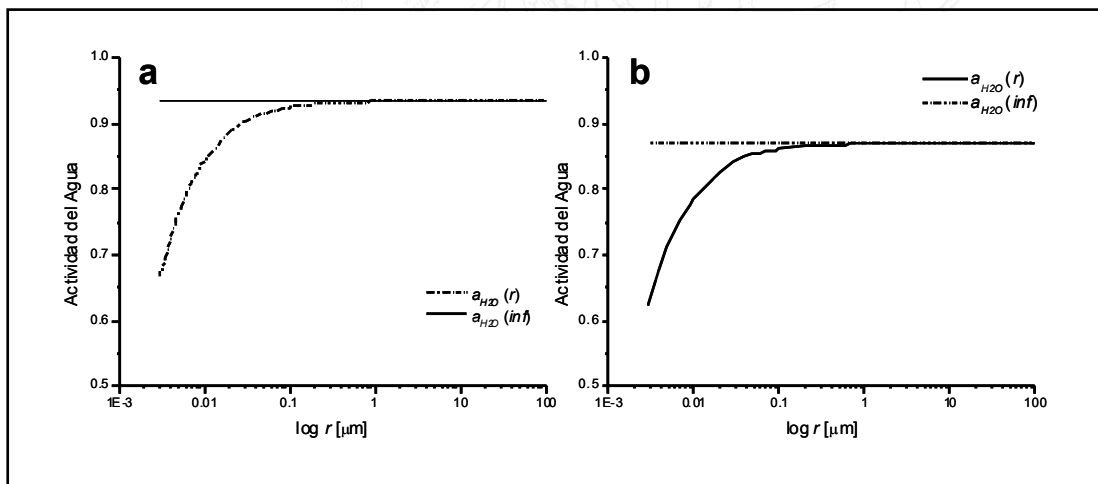 a
1.0
0.9
0.8
0.7
0.6
0.5
Actividad del Agua
1E-3
0.01
0.1
1
10
100
log r [μm]
a_H2O (r)
a_H2O (inf)
b
1.0
0.9
0.8
0.7
0.6
0.5
Actividad del Agua
1E-3
0.01
0.1
1
10
100
log r [μm]
a_H2O (r)
a_H2O (inf)